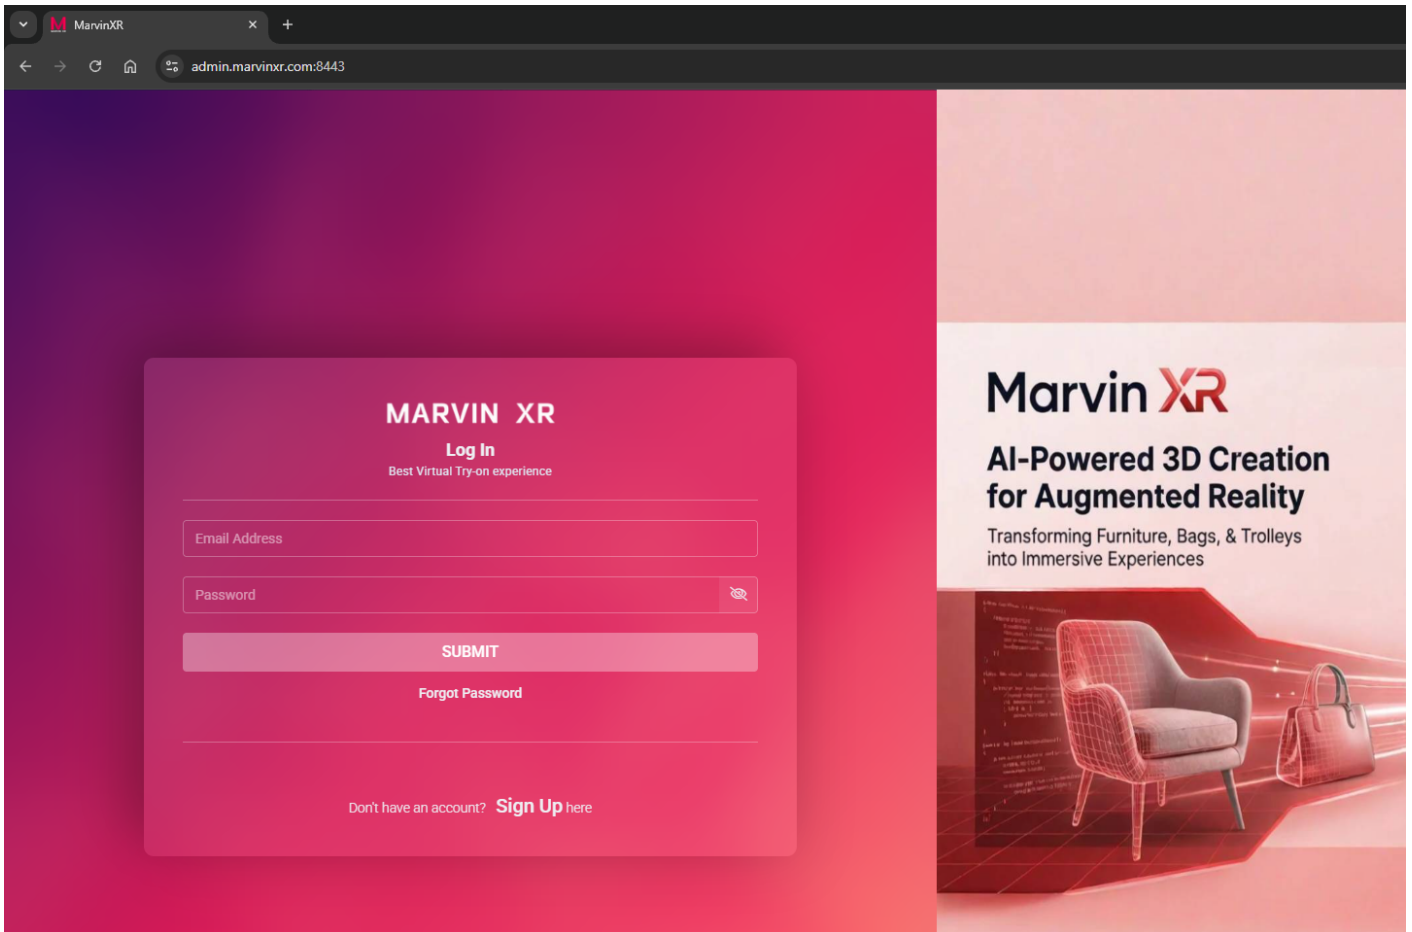 MarvinXR
admin.marvinxr.com:8443
MARVIN XR
Log In
Best Virtual Try-on experience
Email Address
Password
SUBMIT
Forgot Password
Don't have an account? Sign Up here
Marvin XR
AI-Powered 3D Creation
for Augmented Reality
Transforming Furniture, Bags, & Trolleys
into Immersive Experiences